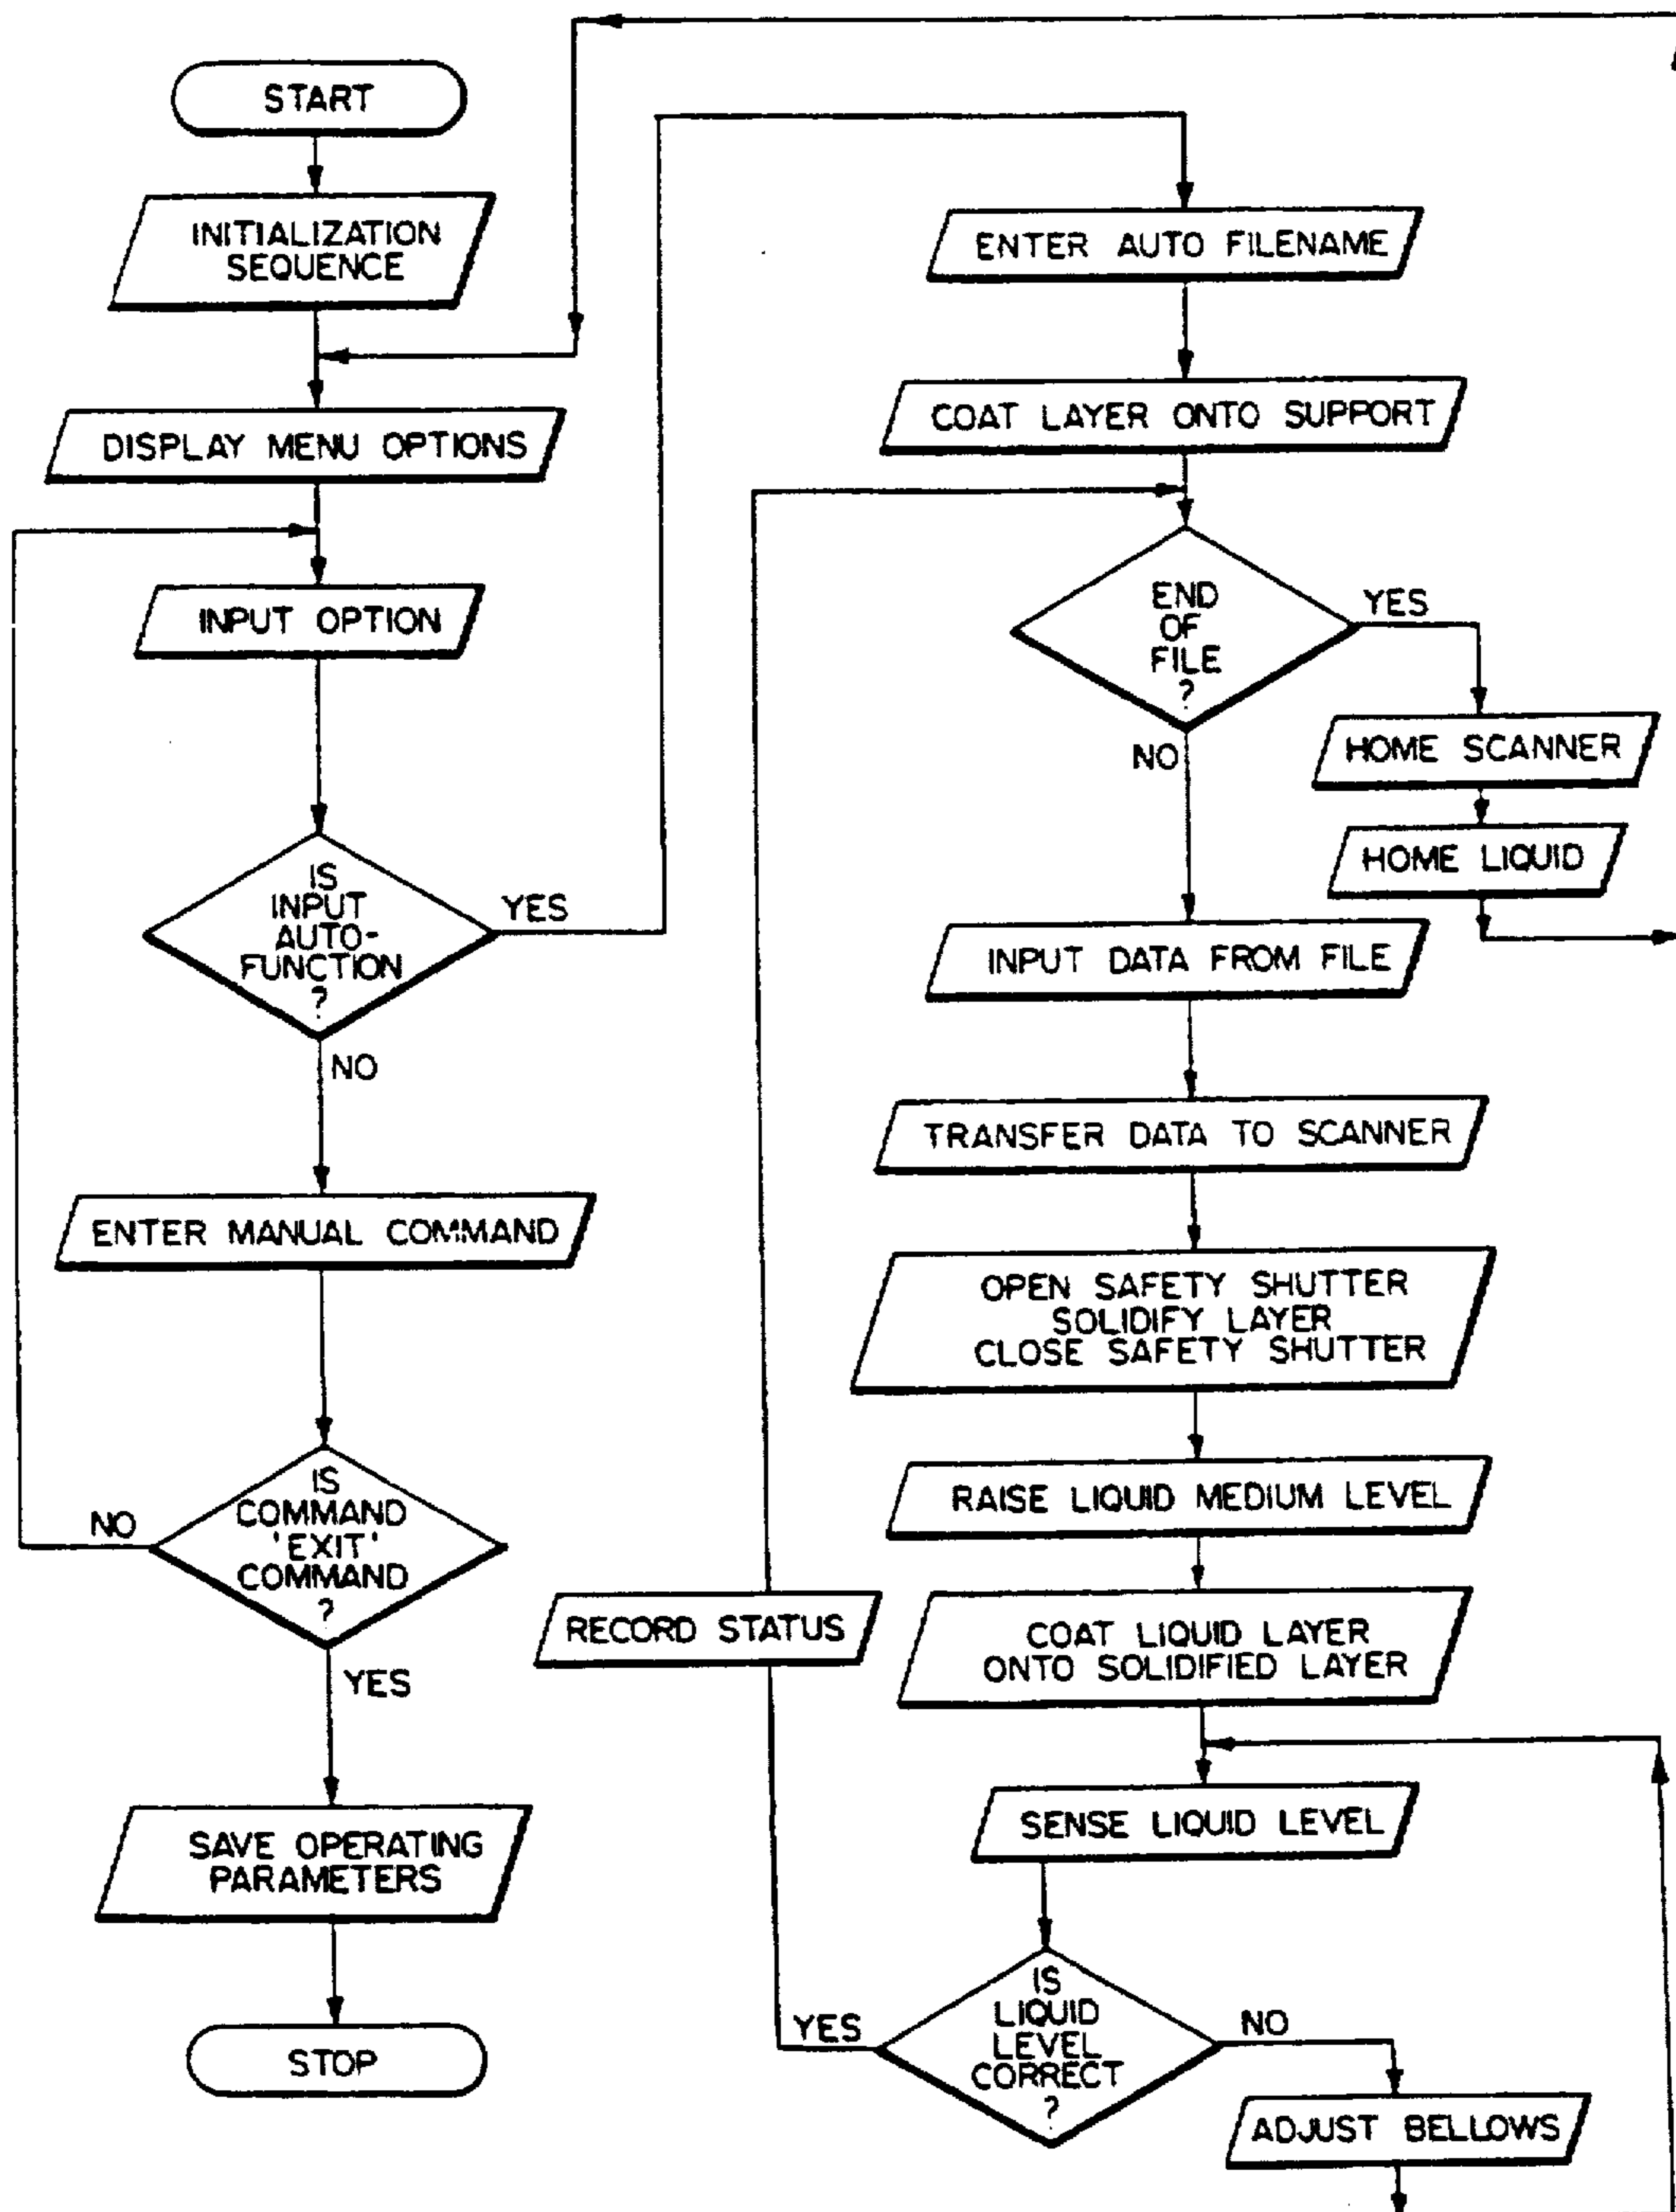 START
INITIALIZATION
SEQUENCE
DISPLAY MENU OPTIONS
INPUT OPTION
IS
INPUT
AUTO-
FUNCTION
?
YES
NO
ENTER MANUAL COMMAND
IS
COMMAND
'EXIT'
COMMAND
?
NO
YES
SAVE OPERATING
PARAMETERS
STOP
ENTER AUTO FILENAME
COAT LAYER ONTO SUPPORT
END
OF
FILE
?
YES
NO
HOME SCANNER
HOME LIQUID
INPUT DATA FROM FILE
TRANSFER DATA TO SCANNER
OPEN SAFETY SHUTTER
SOLIDIFY LAYER
CLOSE SAFETY SHUTTER
RAISE LIQUID MEDIUM LEVEL
COAT LIQUID LAYER
ONTO SOLIDIFIED LAYER
SENSE LIQUID LEVEL
IS
LIQUID
LEVEL
CORRECT
?
YES
NO
RECORD STATUS
ADJUST BELLOWS